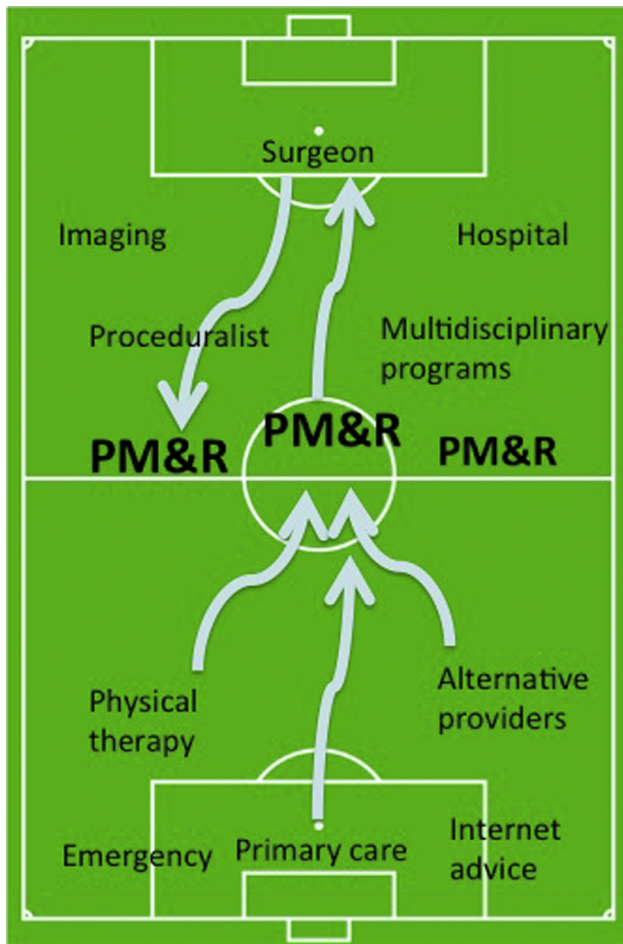 Surgeon
Imaging
Hospital
Proceduralist
Multidisciplinary
programs
PM&R
PM&R
PM&R
Physical
therapy
Alternative
providers
Emergency
Primary care
Internet
advice